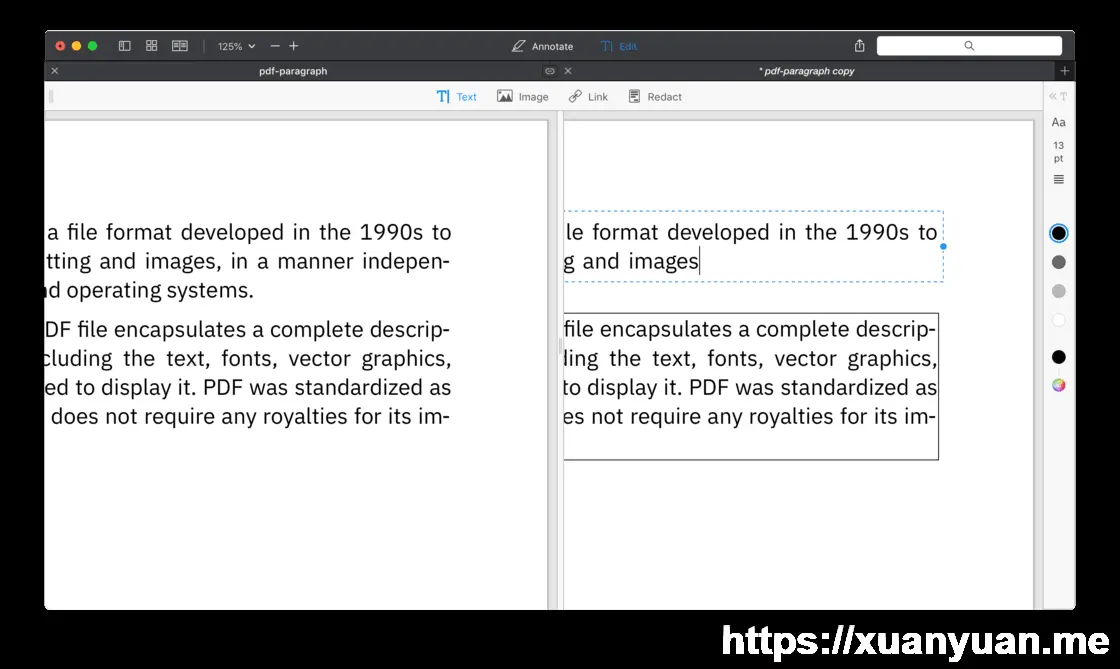 125%
Annotate
Edit
pdf-paragraph
* pdf-paragraph copy
Text
Image
Link
Redact
a file format developed in the 1990s to
tting and images, in a manner indepen-
nd operating systems.
DF file encapsulates a complete descrip-
cluding the text, fonts, vector graphics,
ed to display it. PDF was standardized as
does not require any royalties for its im-
le format developed in the 1990s to
g and images
file encapsulates a complete descrip-
ding the text, fonts, vector graphics,
to display it. PDF was standardized as
es not require any royalties for its im-
T
Aa
13
pt
https://xuanyuan.me